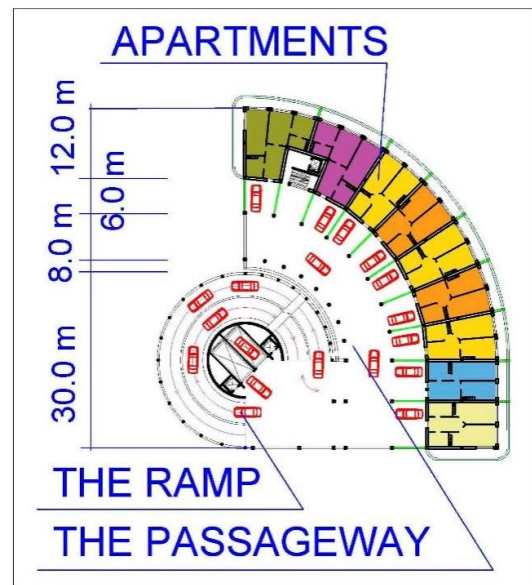 APARTMENTS
12.0 m
6.0 m
8.0 m
30.0 m
THE RAMP
THE PASSAGEWAY